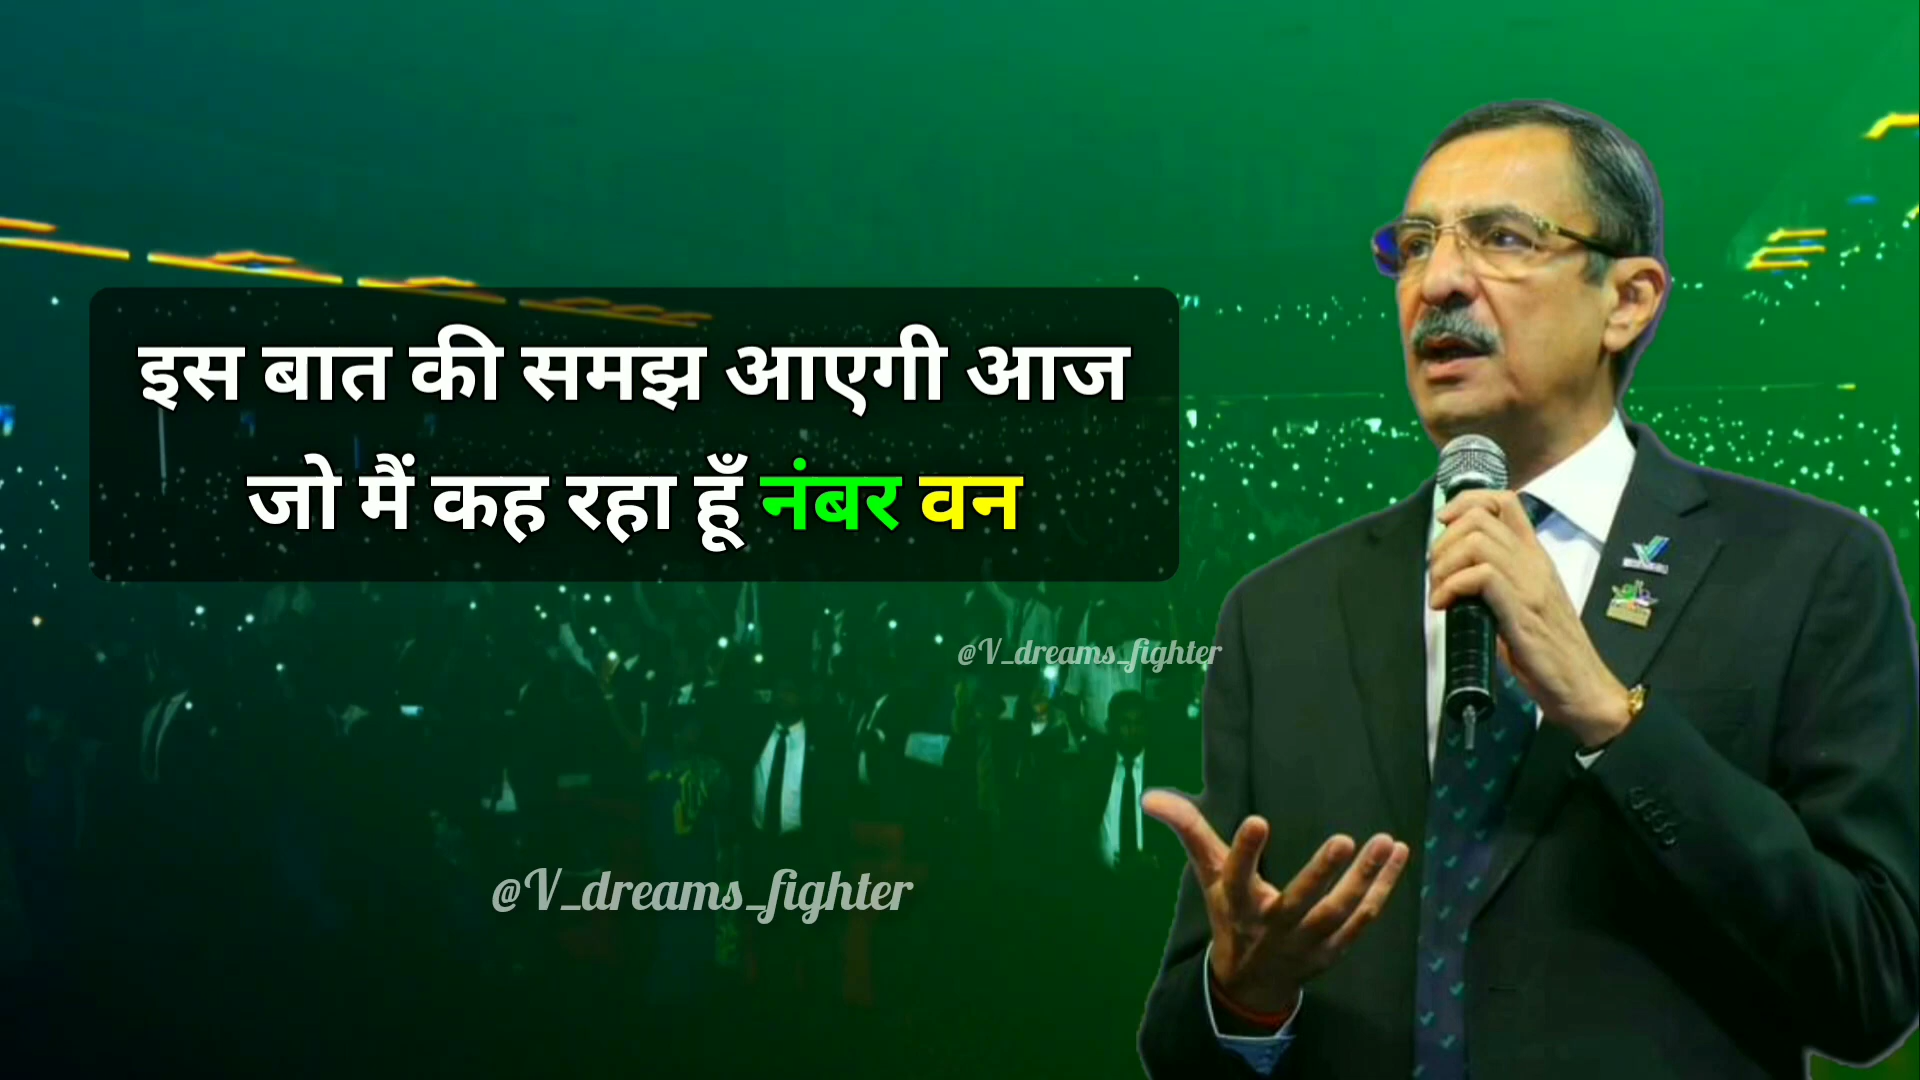 इस बात की समझ आएगी आज
जो मैं कह रहा हूँ नंबर वन
@V_dreams_fighter
@V_dreams_fighter